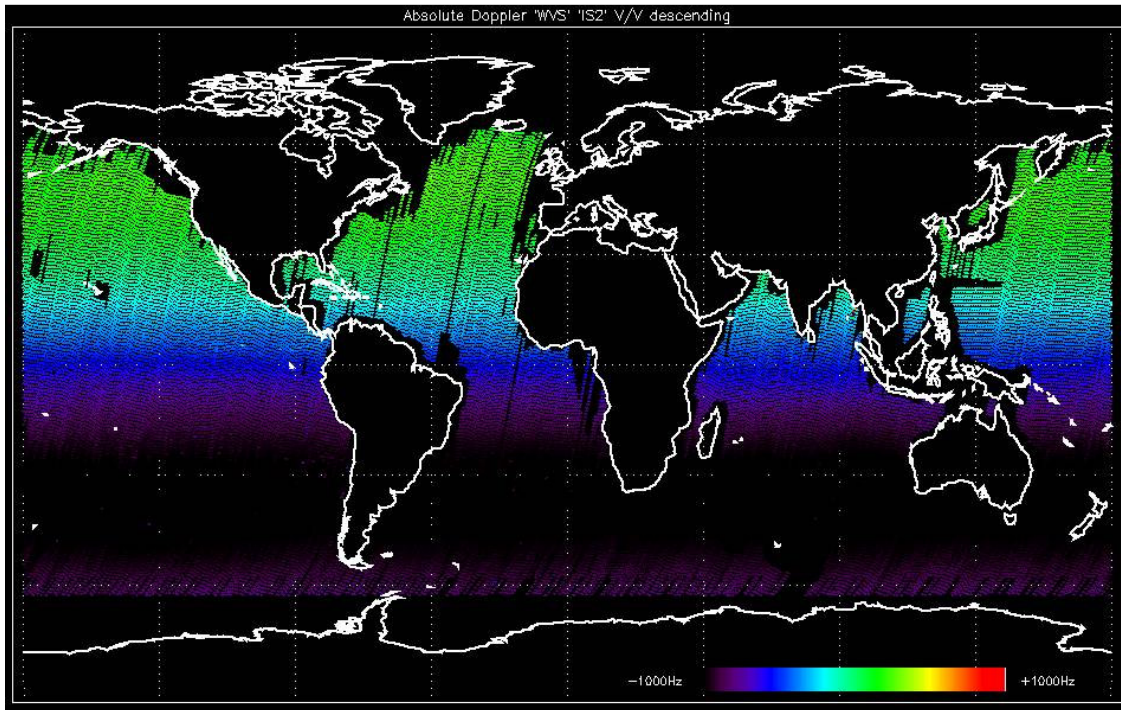 Absolute Doppler 'WVS' 'IS2' V/V descending
-1000Hz +1000Hz